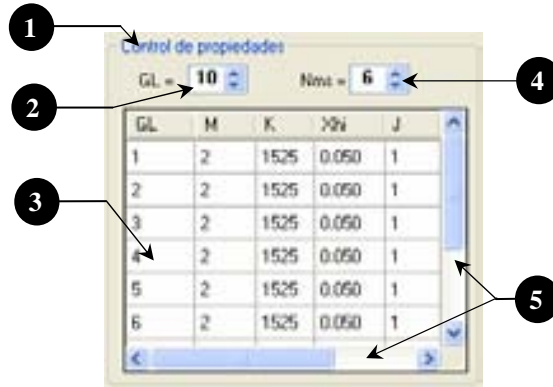 1
Control de propiedades
GL = 10 Nms = 6
4
2
GL M K Xhi J
1 2 1525 0.050 1
2 2 1525 0.050 1
3
3 2 1525 0.050 1
4 2 1525 0.050 1
5 2 1525 0.050 1
5
6 2 1525 0.050 1